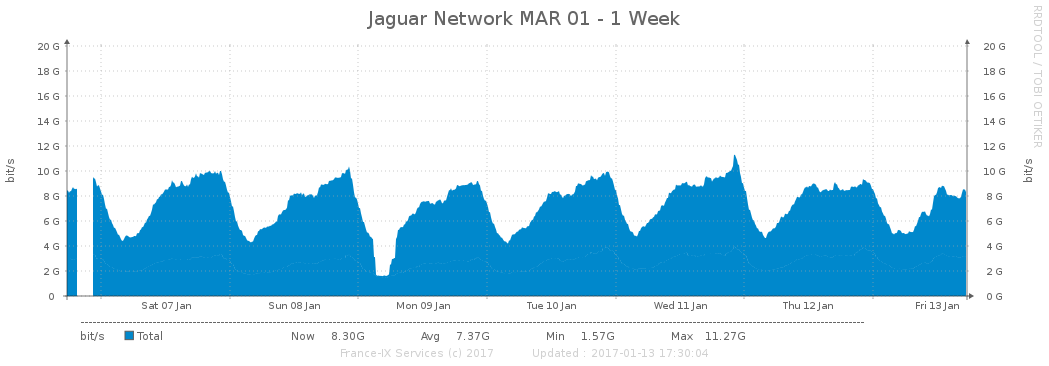 Jaguar Network MAR 01 - 1 Week
RRDTOOL / TOBI OETIKER
bit/s
bit/s
20 G 20 G
18 G 18 G
16 G 16 G
14 G 14 G
12 G 12 G
10 G 10 G
8 G 8 G
6 G 6 G
4 G 4 G
2 G 2 G
0 0 G
Sat 07 Jan Sun 08 Jan Mon 09 Jan Tue 10 Jan Wed 11 Jan Thu 12 Jan Fri 13 Jan
bit/s Total Now 8.30G Avg 7.37G Min 1.57G Max 11.27G
France-IX Services (c) 2017 Updated : 2017-01-13 17:30:04